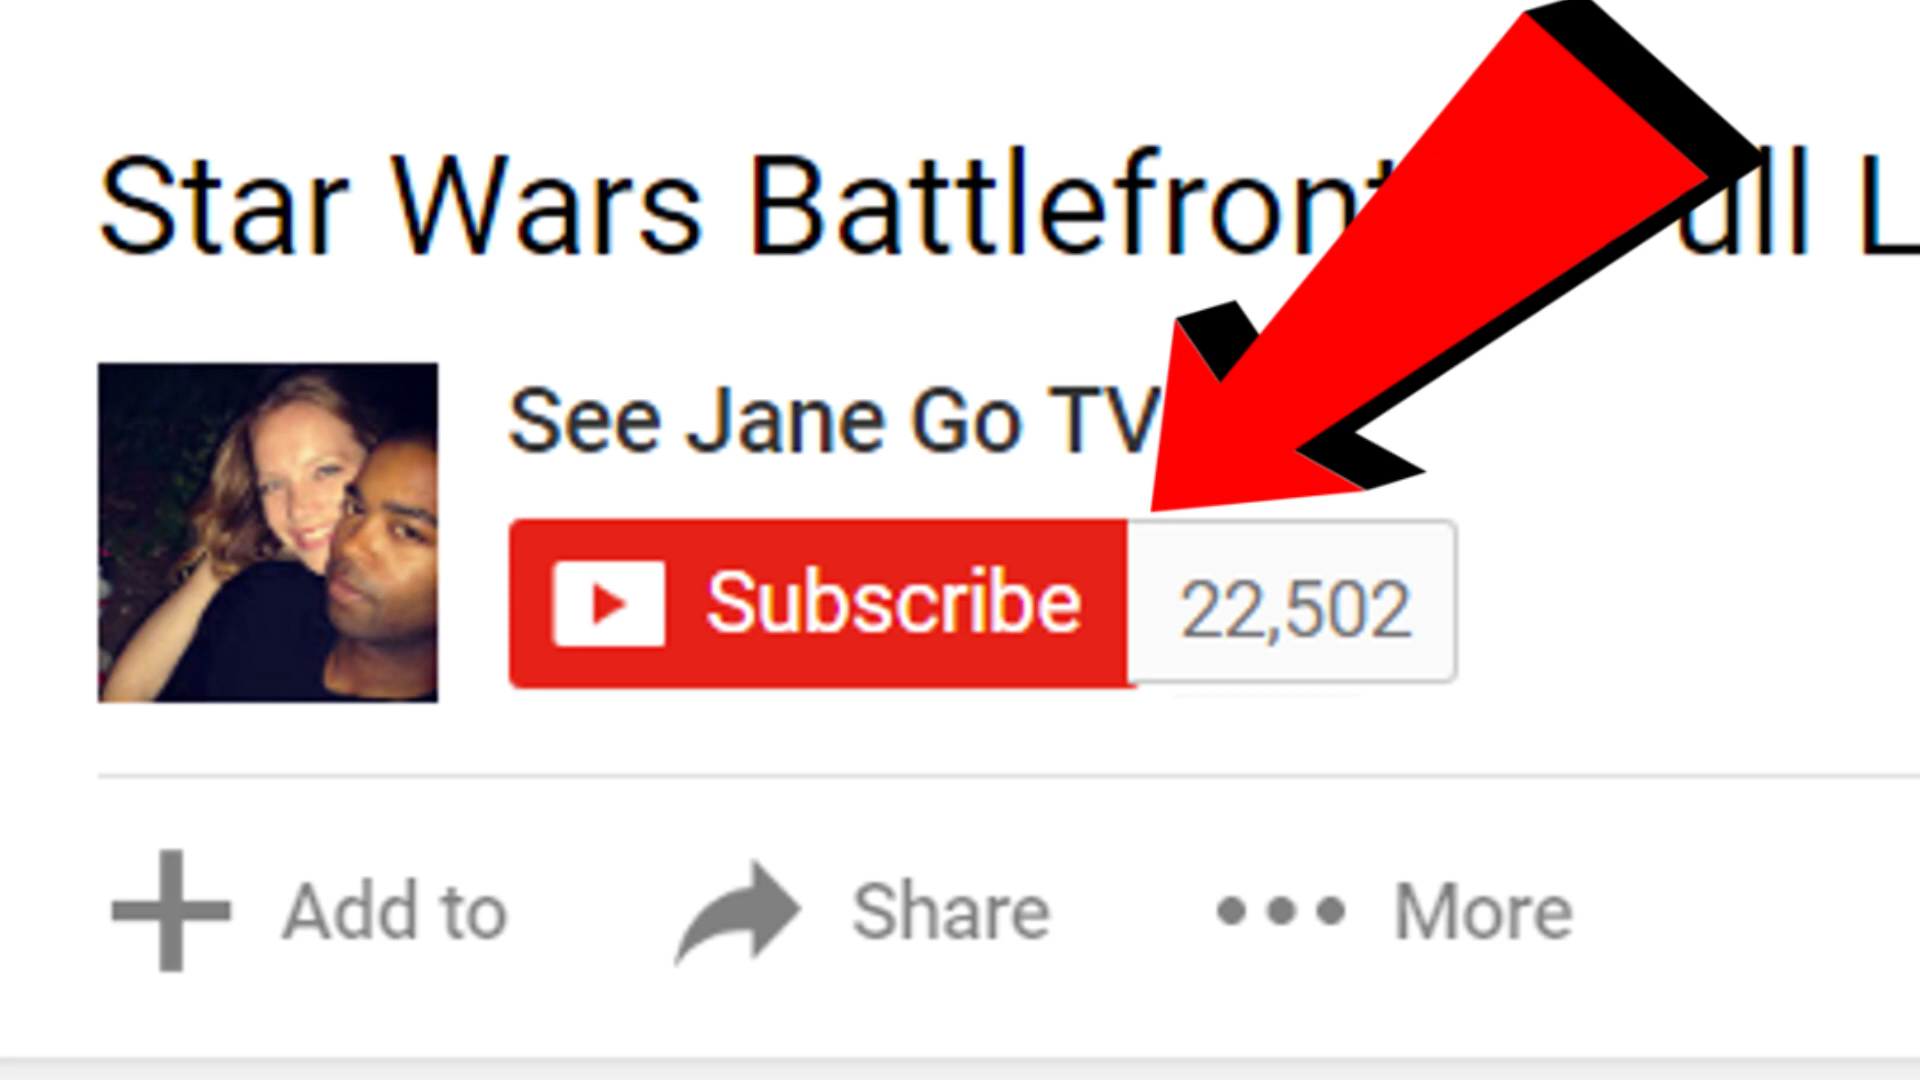 Star Wars Battlefront ull L
See Jane Go TV
Subscribe 22,502
Add to Share More